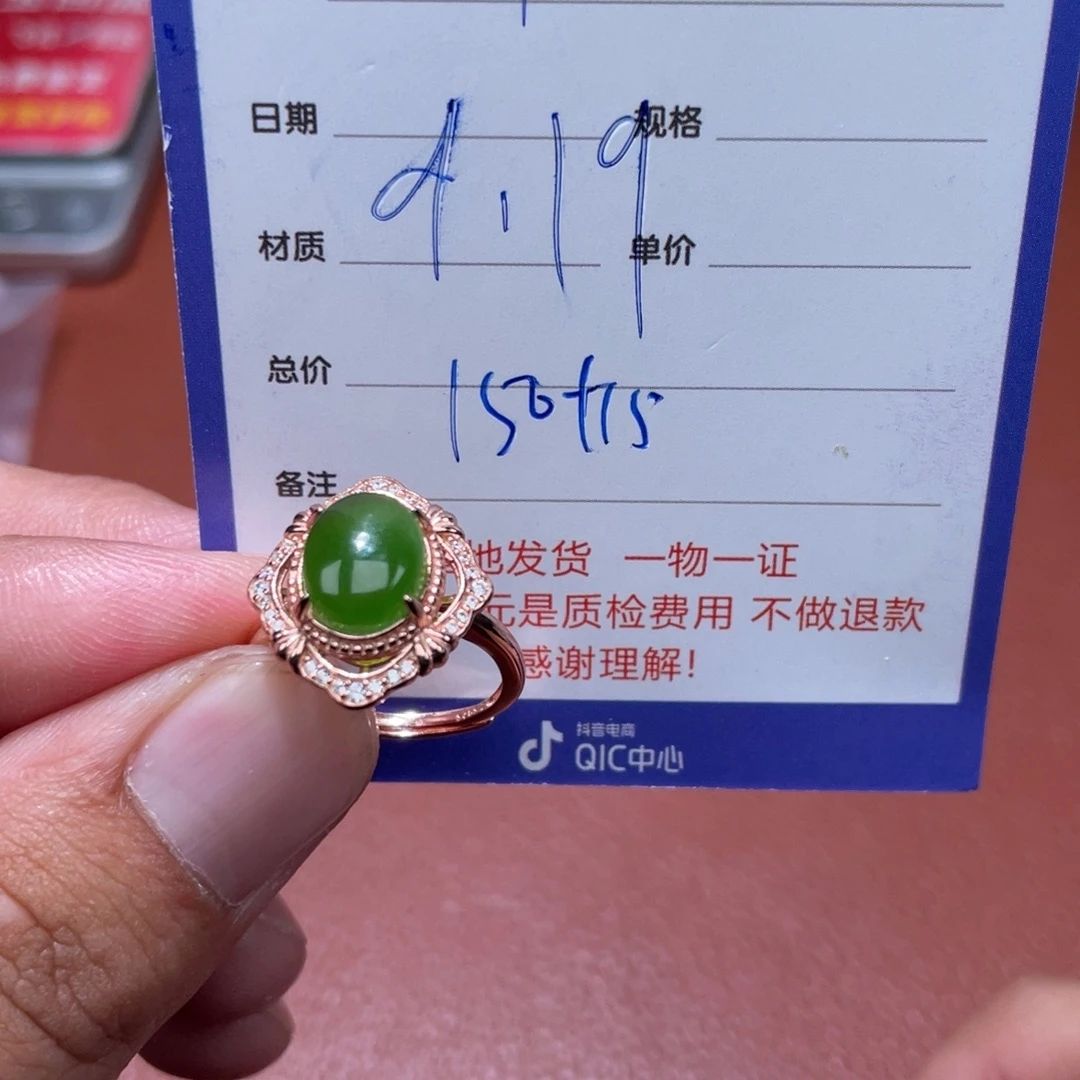 日期 4.19 规格
材质 单价
总价 150+15
备注
地发货 一物一证
元是质检费用 不做退款
感谢理解!
抖音电商
QIC中心